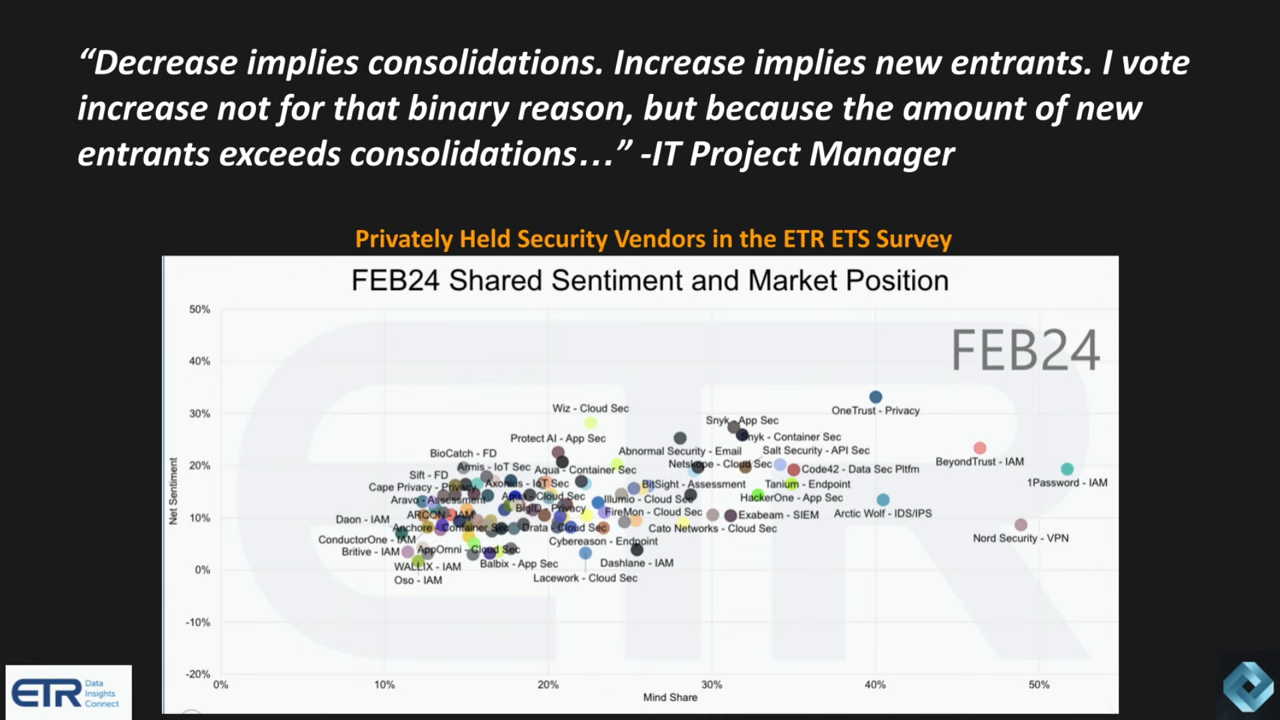 “Decrease implies consolidations. Increase implies new entrants. I vote
increase not for that binary reason, but because the amount of new
entrants exceeds consolidations…” -IT Project Manager
Privately Held Security Vendors in the ETR ETS Survey
FEB24 Shared Sentiment and Market Position
FEB24
50%
40%
30%
20%
10%
0%
-10%
-20%
Net Sentiment
Wiz - Cloud Sec
OneTrust - Privacy
Snyk - App Sec
Snyk - Container Sec
Protect AI - App Sec
BioCatch - FD
Abnormal Security - Email
Salt Security - API Sec
BeyondTrust - IAM
Armis - IoT Sec
Aqua - Container Sec
Netskope - Cloud Sec
Code42 - Data Sec Pltfm
Sift - FD
1Password - IAM
Cape Privacy - Privacy
Axonius - IoT Sec
BitSight - Assessment
Tanium - Endpoint
Aravo - Assessment
Cloud Sec
Illumio - Cloud Sec
HackerOne - App Sec
ARCON - IAM
BigID - Privacy
FireMon - Cloud Sec
Exabeam - SIEM
Arctic Wolf - IDS/IPS
Daon - IAM
Anchore - Container Sec
Drata - Cloud Sec
Cato Networks - Cloud Sec
Nord Security - VPN
ConductorOne - IAM
Cybereason - Endpoint
Britive - IAM
AppOmni - Cloud Sec
WALLIX - IAM
Balbix - App Sec
Dashlane - IAM
Oso - IAM
Lacework - Cloud Sec
0%
10%
20%
30%
40%
50%
Mind Share
ETR
Data
Insights
Connect